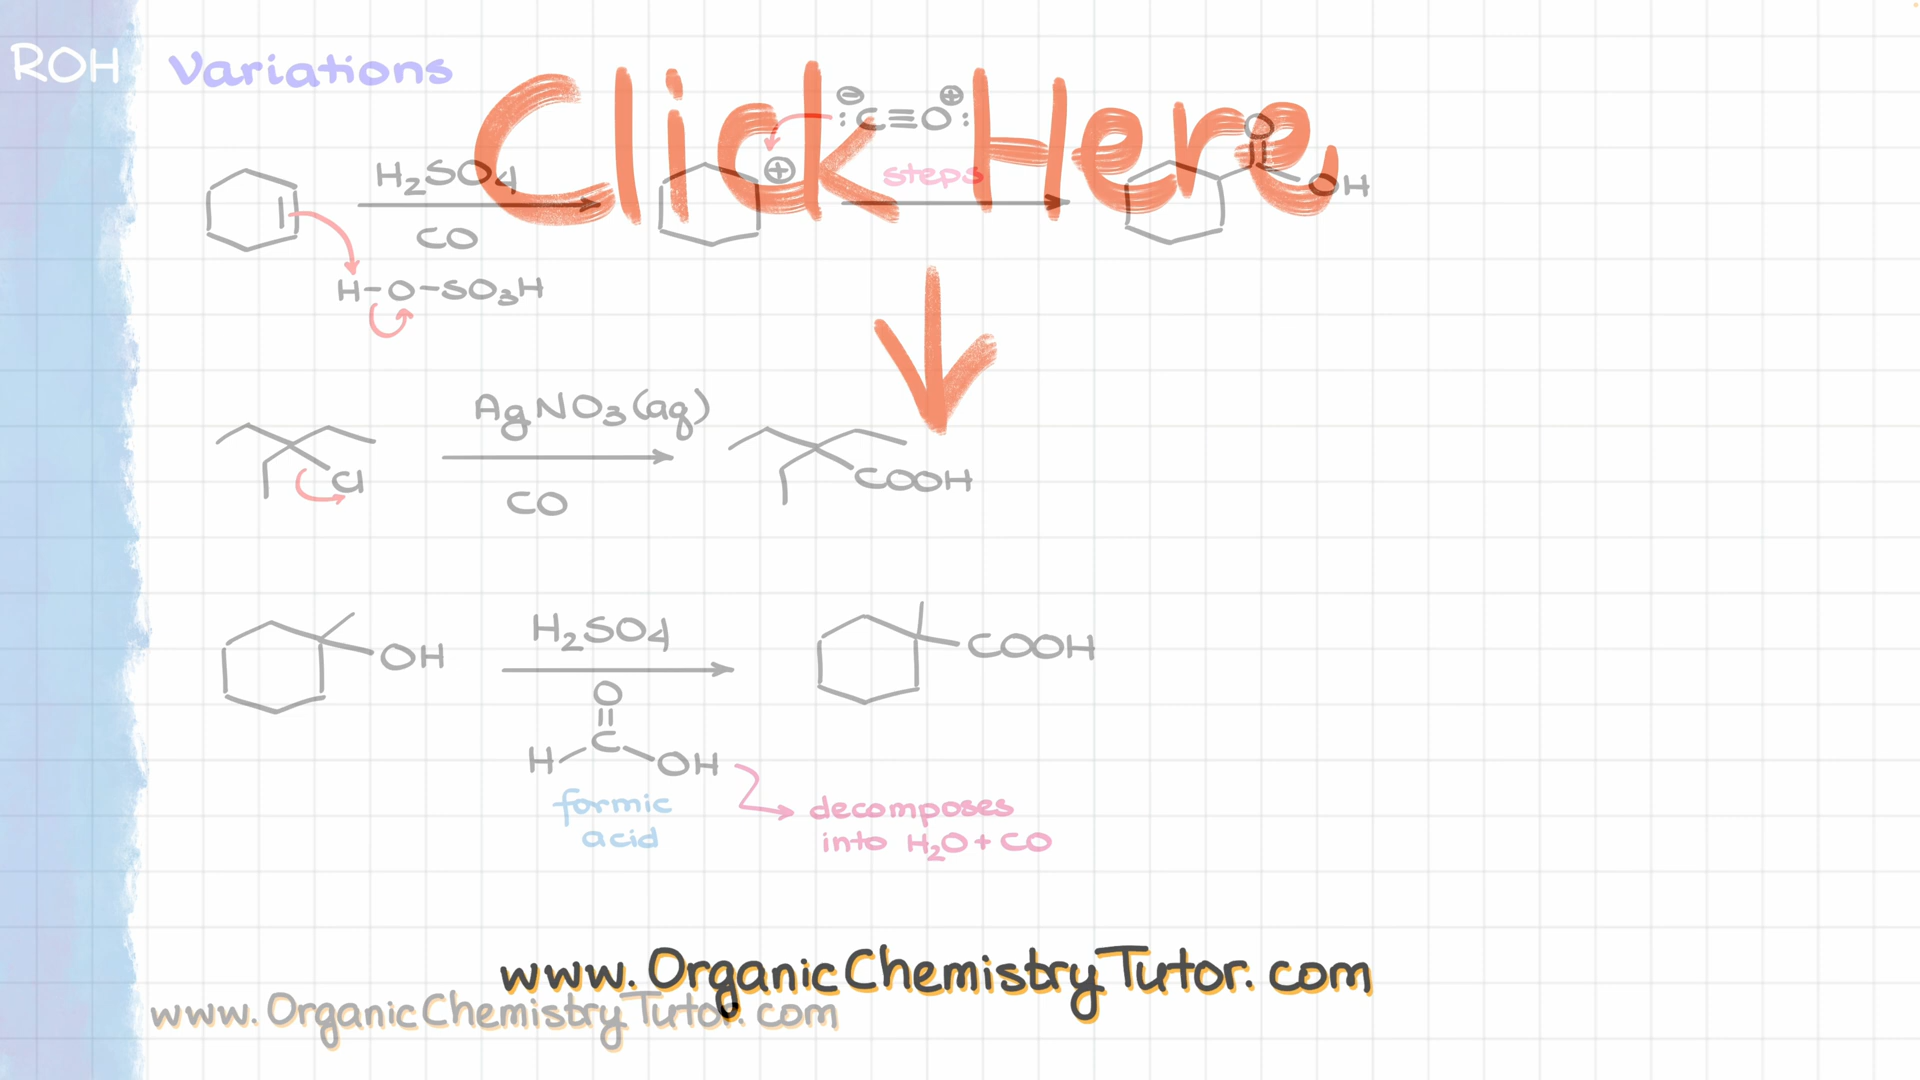 ROH Variations
Click Here
⊖ ⊕
:C≡O:
H₂SO₄ ⊕ steps O
OH
CO
H-O-SO₃H
AgNO₃(aq)
Cl COOH
CO
H₂SO₄
OH COOH
O
C
H OH
formic decomposes
acid into H₂O + CO
www.OrganicChemistryTutor.com
www.OrganicChemistryTutor.com